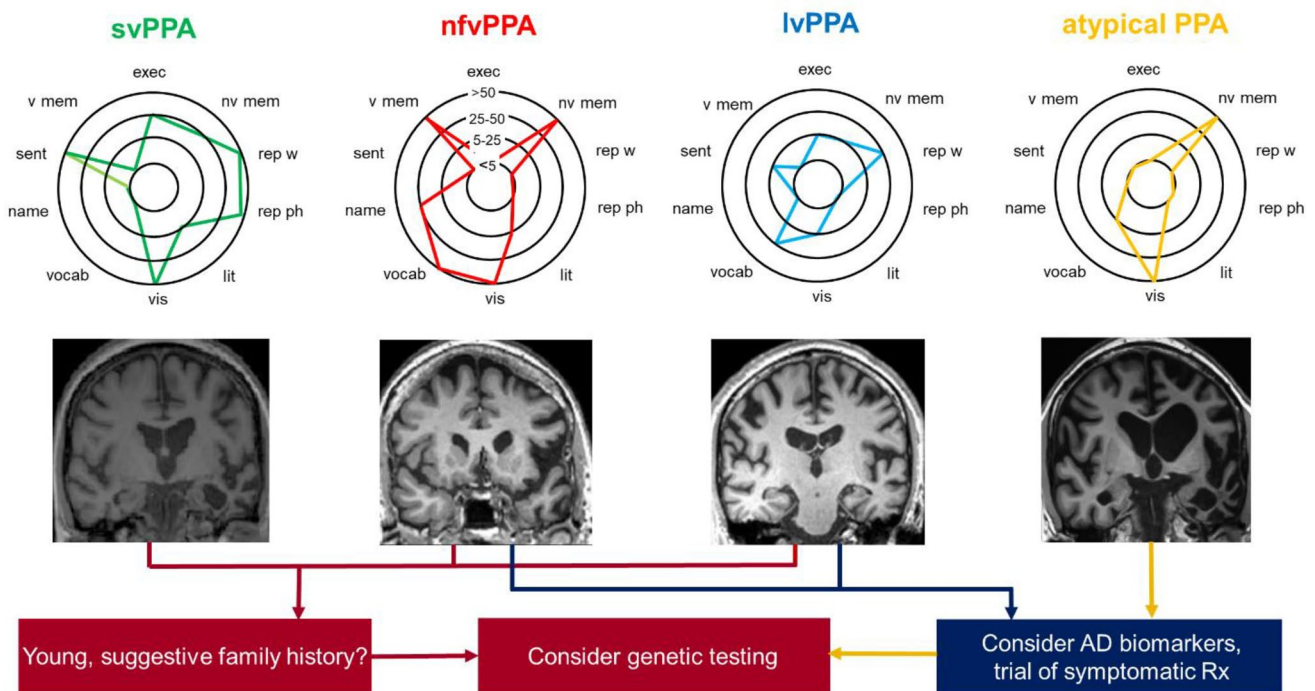 svPPA
nfvPPA
lvPPA
atypical PPA
exec
nv mem
rep w
rep ph
lit
vis
vocab
name
sent
v mem
exec
>50
25-50
5-25
<5
nv mem
rep w
rep ph
lit
vis
vocab
name
sent
v mem
exec
nv mem
rep w
rep ph
lit
vis
vocab
name
sent
v mem
exec
nv mem
rep w
rep ph
lit
vis
vocab
name
sent
v mem
Young, suggestive family history?
Consider genetic testing
Consider AD biomarkers,
trial of symptomatic Rx